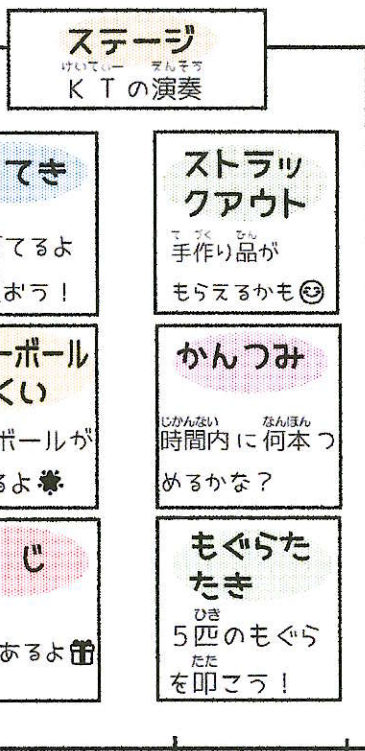 ステージ
けいてぃー えんそう
KTの演奏
てき
てるよ
おう！
ストラッ
クアウト
てづく ひん
手作り品が
もらえるかも😊
ーボール
くい
ボールが
るよ
かんつみ
じかんない なんほん
時間内に何本つ
めるかな？
じ
あるよ🎁
もぐらた
たき
ひき
5匹のもぐら
たた
を叩こう！